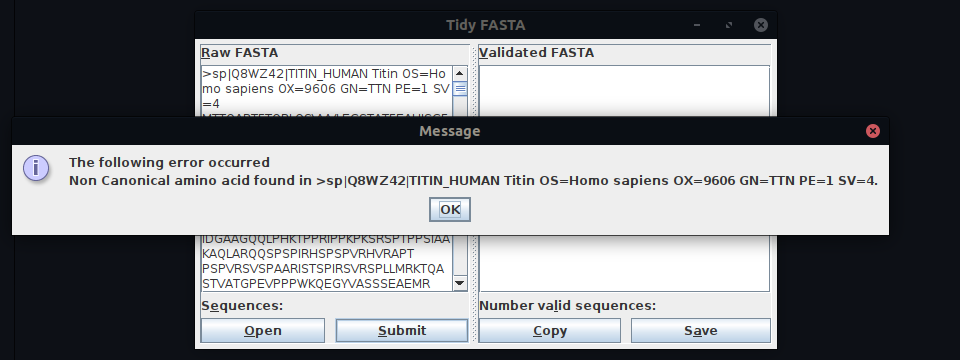 Tidy FASTA
Raw FASTA
Validated FASTA
>sp|Q8WZ42|TITIN_HUMAN Titin OS=Ho
mo sapiens OX=9606 GN=TTN PE=1 SV
=4
Message
The following error occurred
Non Canonical amino acid found in >sp|Q8WZ42|TITIN_HUMAN Titin OS=Homo sapiens OX=9606 GN=TTN PE=1 SV=4.
OK
IDGAAGQQLPHKTPPRIPPKPKSRSPTPPSIAA
KAQLARQQSPSPIRHSPSPVRHVRAPT
PSPVRSVSPAARISTSPIRSVRSPLLMRKTQA
STVATGPEVPPPWKQEGYVASSSEAEMR
Sequences:
Number valid sequences:
Open
Submit
Copy
Save